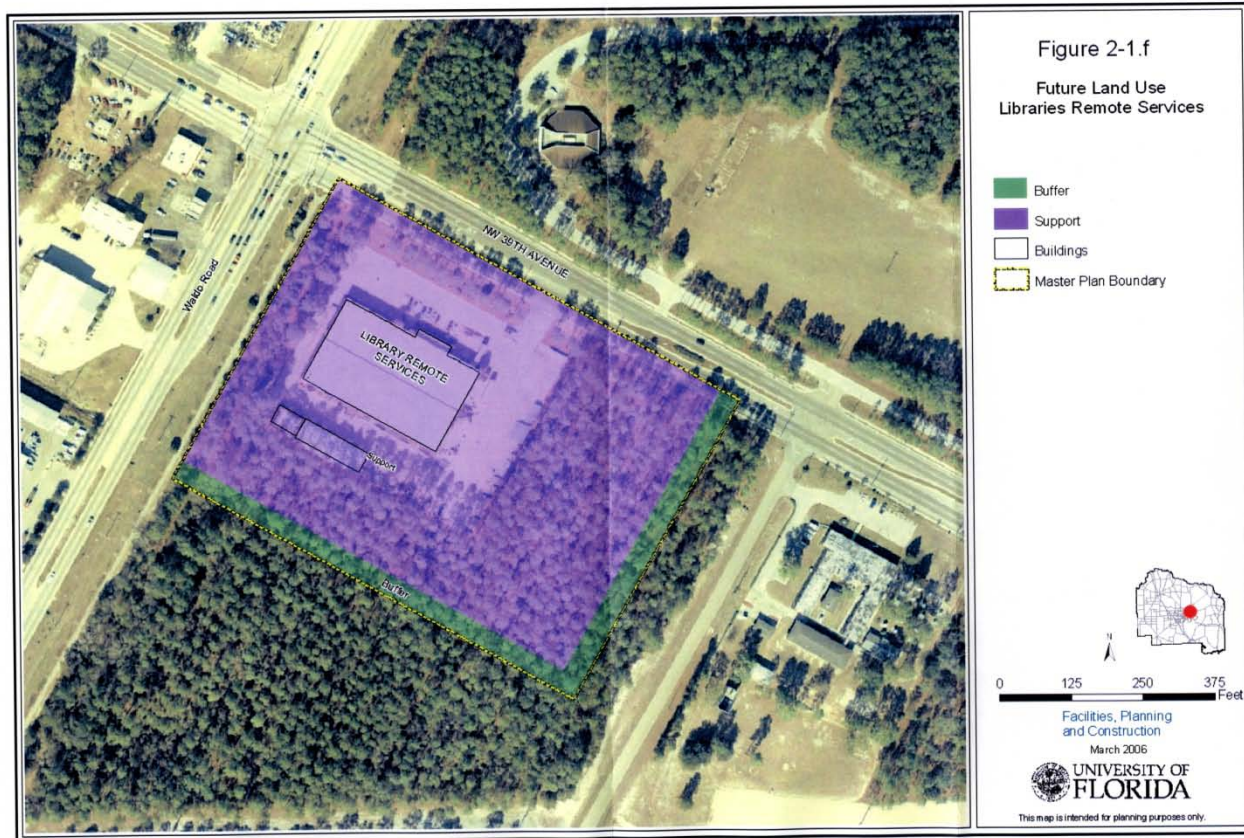 Figure 2-1.f
Future Land Use
Libraries Remote Services
Buffer
Support
Buildings
Master Plan Boundary
NW 39TH AVENUE
Waldo Road
LIBRARY REMOTE
SERVICES
Support
Buffer
N
0 125 250 375
Feet
Facilities, Planning
and Construction
March 2006
UNIVERSITY OF
FLORIDA
This map is intended for planning purposes only.